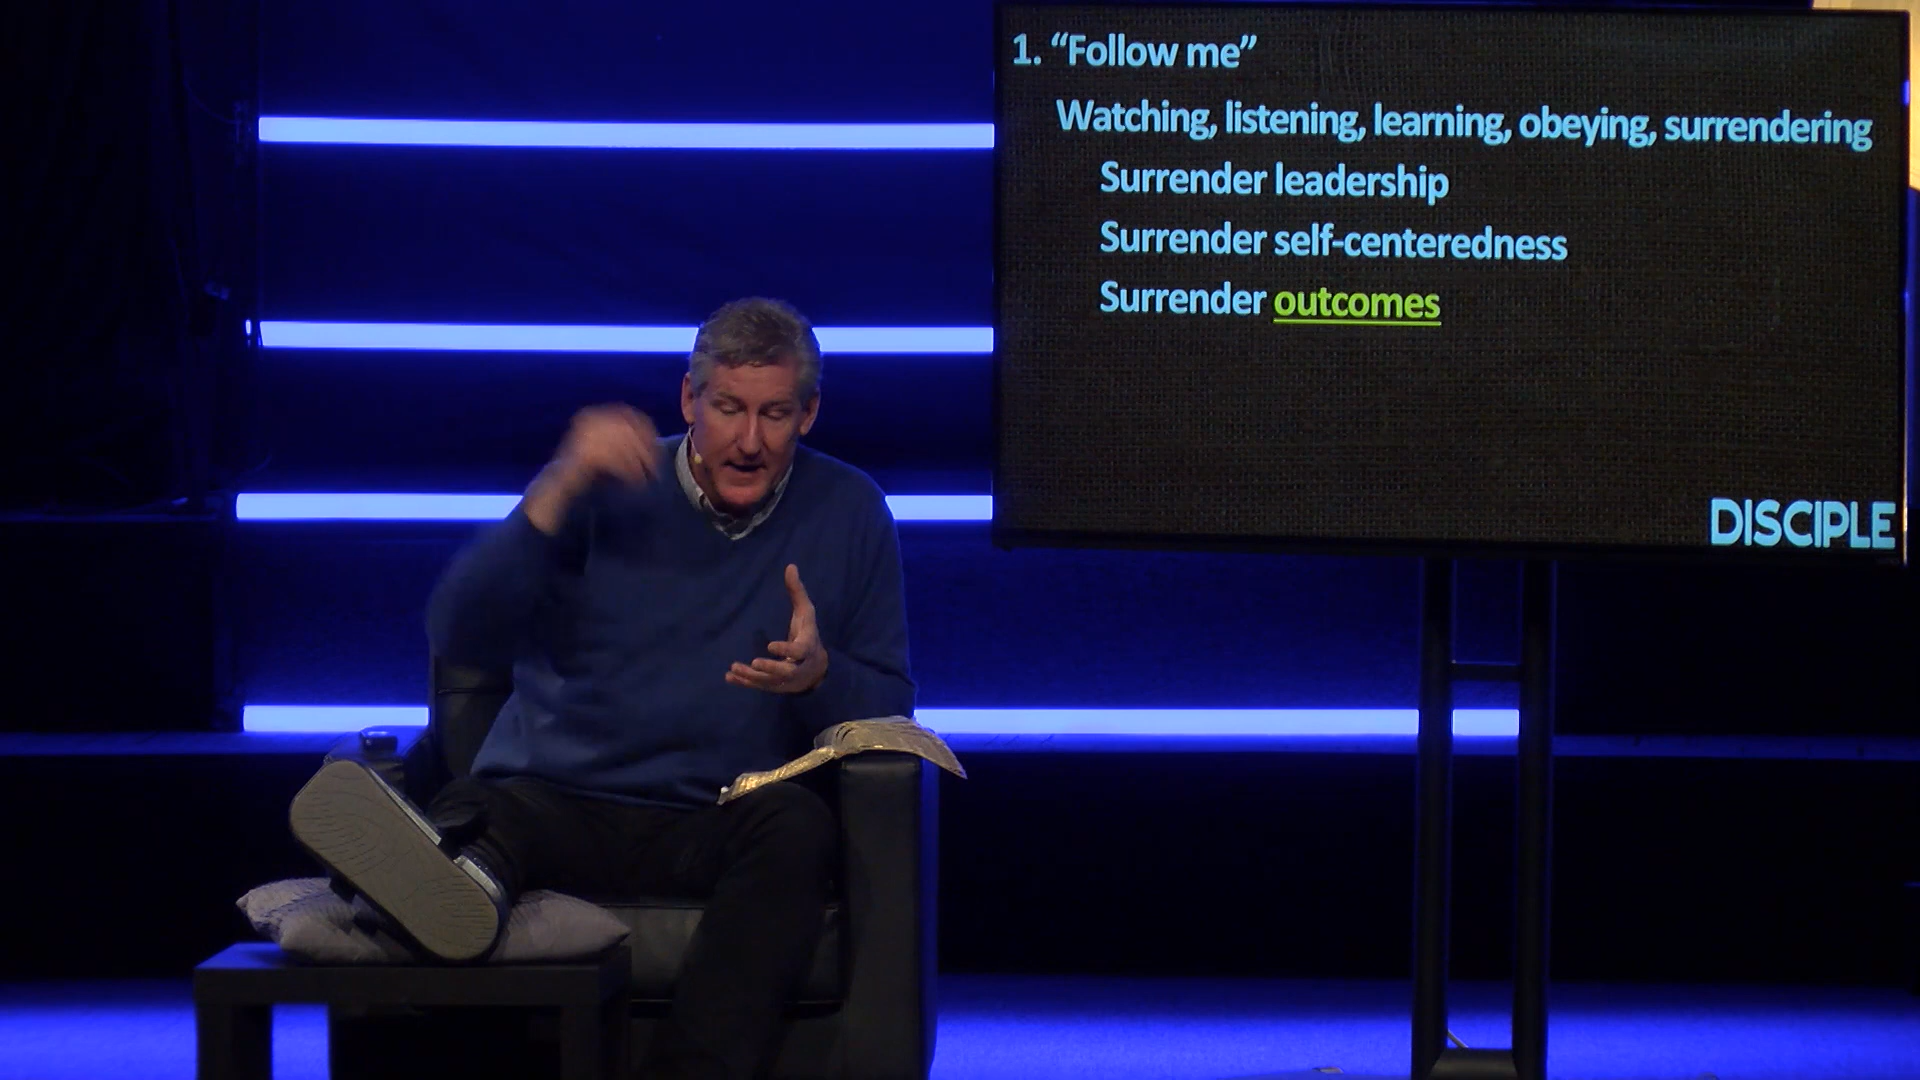 1. “Follow me”
Watching, listening, learning, obeying, surrendering
Surrender leadership
Surrender self-centeredness
Surrender outcomes
DISCIPLE